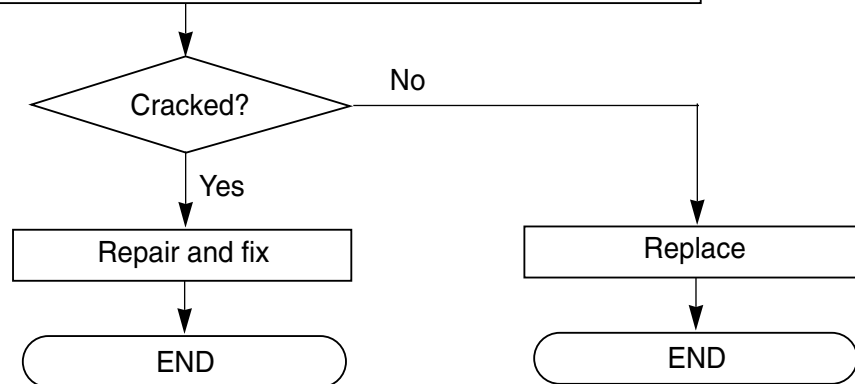 No
Cracked?
Yes
Repair and fix
Replace
END
END